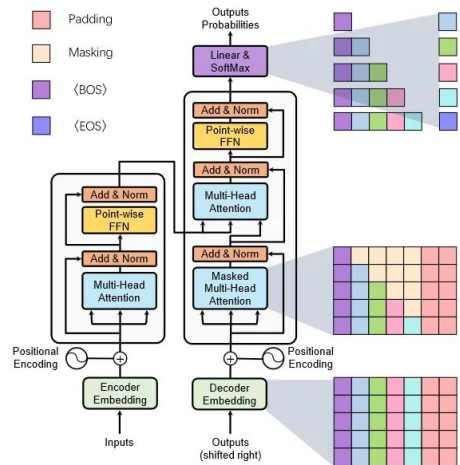 Padding
Masking
⟨BOS⟩
⟨EOS⟩
Outputs
Probabilities
Linear &
SoftMax
Add & Norm
Point-wise
FFN
Add & Norm
Multi-Head
Attention
Add & Norm
Masked
Multi-Head
Attention
Add & Norm
Point-wise
FFN
Add & Norm
Multi-Head
Attention
Positional
Encoding
Positional
Encoding
Encoder
Embedding
Decoder
Embedding
Inputs
Outputs
(shifted right)